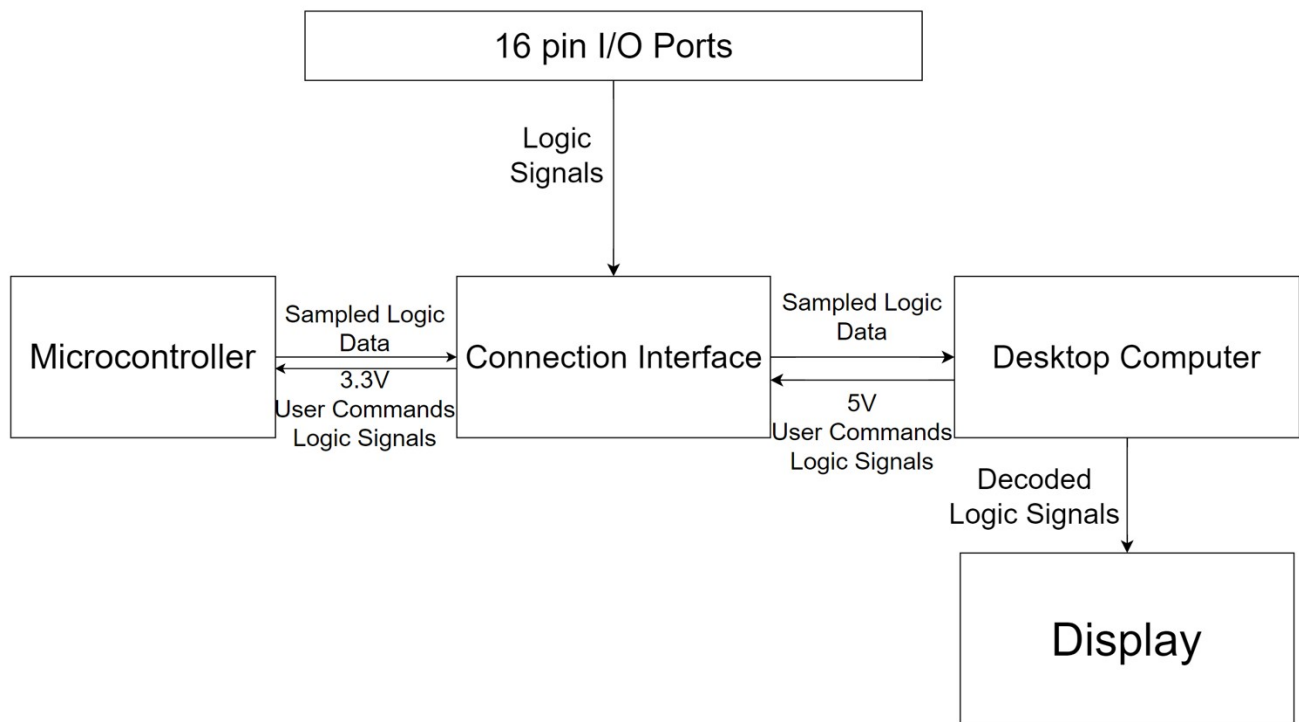 16 pin I/O Ports
Logic
Signals
Microcontroller
Sampled Logic
Data
3.3V
User Commands
Logic Signals
Connection Interface
Sampled Logic
Data
5V
User Commands
Logic Signals
Desktop Computer
Decoded
Logic Signals
Display